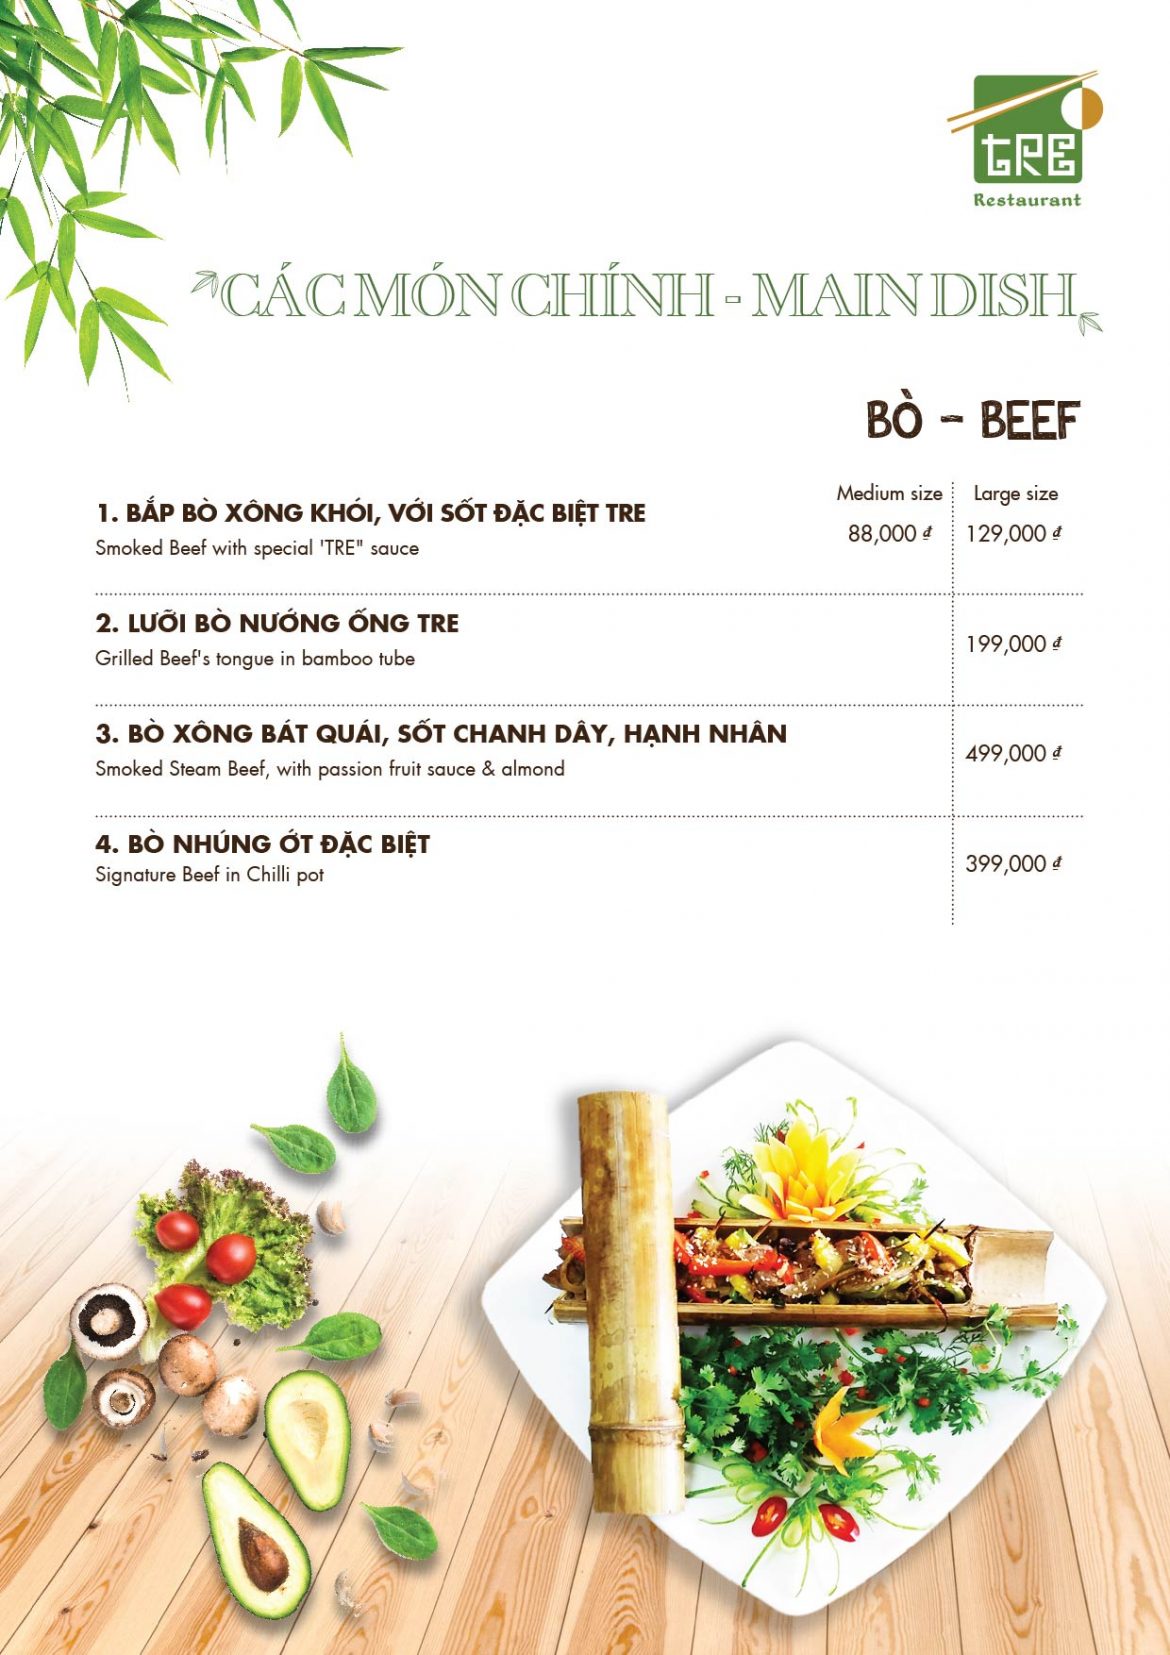 tRE
Restaurant
CÁC MÓN CHÍNH - MAIN DISH
BÒ - BEEF
Medium size Large size
1. BẮP BÒ XÔNG KHÓI, VỚI SỐT ĐẶC BIỆT TRE
88,000 đ 129,000 đ
Smoked Beef with special 'TRE" sauce
2. LƯỠI BÒ NƯỚNG ỐNG TRE
199,000 đ
Grilled Beef's tongue in bamboo tube
3. BÒ XÔNG BÁT QUÁI, SỐT CHANH DÂY, HẠNH NHÂN
499,000 đ
Smoked Steam Beef, with passion fruit sauce & almond
4. BÒ NHÚNG ỚT ĐẶC BIỆT
399,000 đ
Signature Beef in Chilli pot